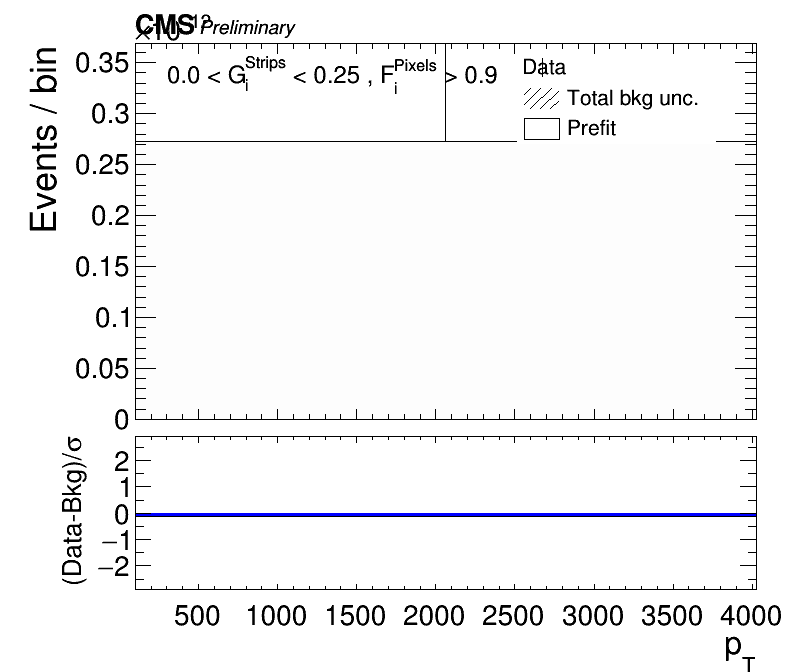 CMS Preliminary
×10
0.35
0.3
0.25
0.2
0.15
0.1
0.05
0
Events / bin
0.0 < G_i^Strips < 0.25 , F_i^Pixels > 0.9
Data
Total bkg unc.
Prefit
2
1
0
−1
−2
(Data-Bkg)/σ
500 1000 1500 2000 2500 3000 3500 4000
p_T